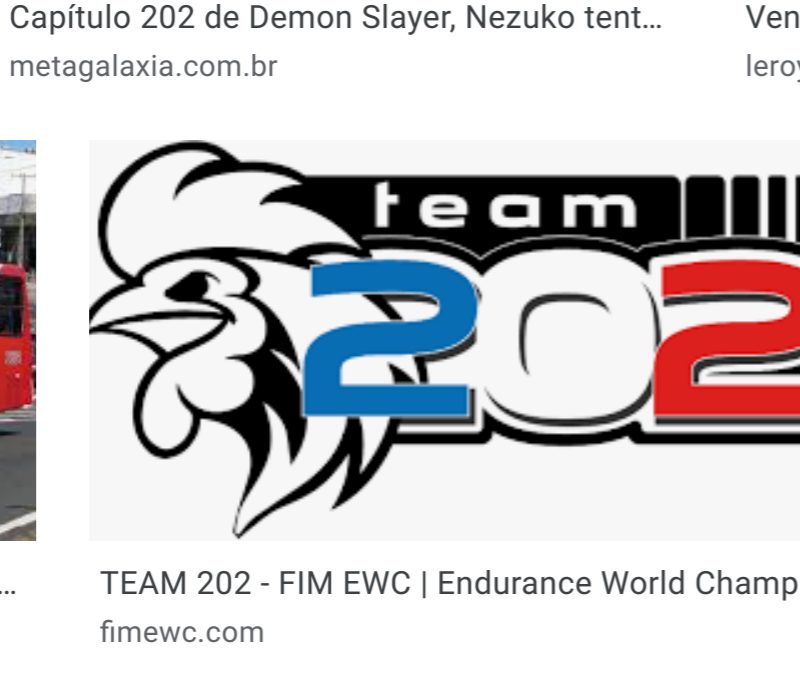 Capítulo 202 de Demon Slayer, Nezuko tent...
Ven
metagalaxia.com.br
leroy
team
202
...
TEAM 202 - FIM EWC | Endurance World Champ
fimewc.com